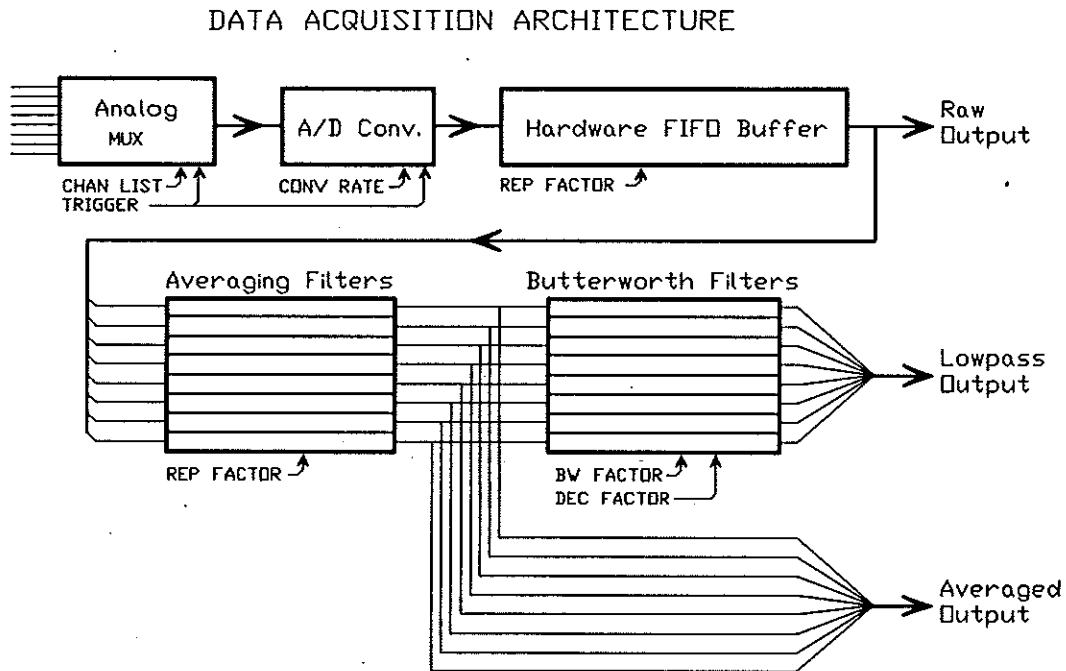 DATA ACQUISITION ARCHITECTURE
Analog
MUX
A/D Conv.
Hardware FIFO Buffer
Raw
Output
CHAN LIST
TRIGGER
CONV RATE
REP FACTOR
Averaging Filters
Butterworth Filters
Lowpass
Output
REP FACTOR
BW FACTOR
DEC FACTOR
Averaged
Output